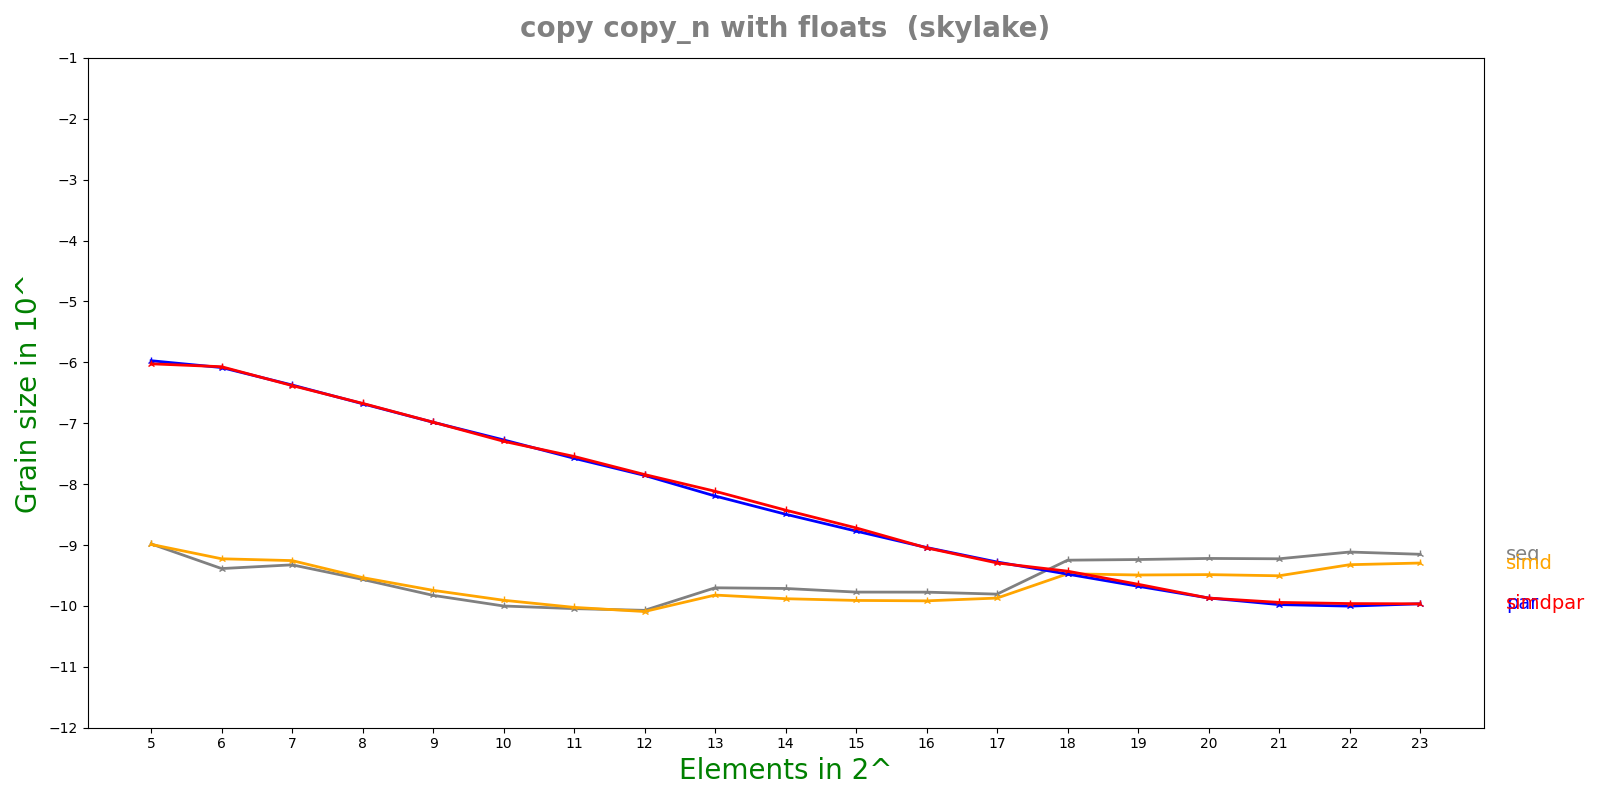 copy copy_n with floats  (skylake)
Grain size in 10^
−1
−2
−3
−4
−5
−6
−7
−8
−9
−10
−11
−12
seq
simd
par
simdpar
5 6 7 8 9 10 11 12 13 14 15 16 17 18 19 20 21 22 23
Elements in 2^